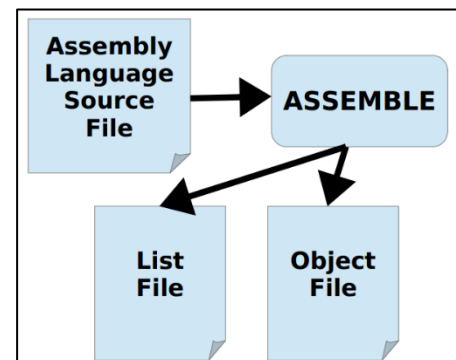 Assembly
Language
Source
File
ASSEMBLE
List
File
Object
File